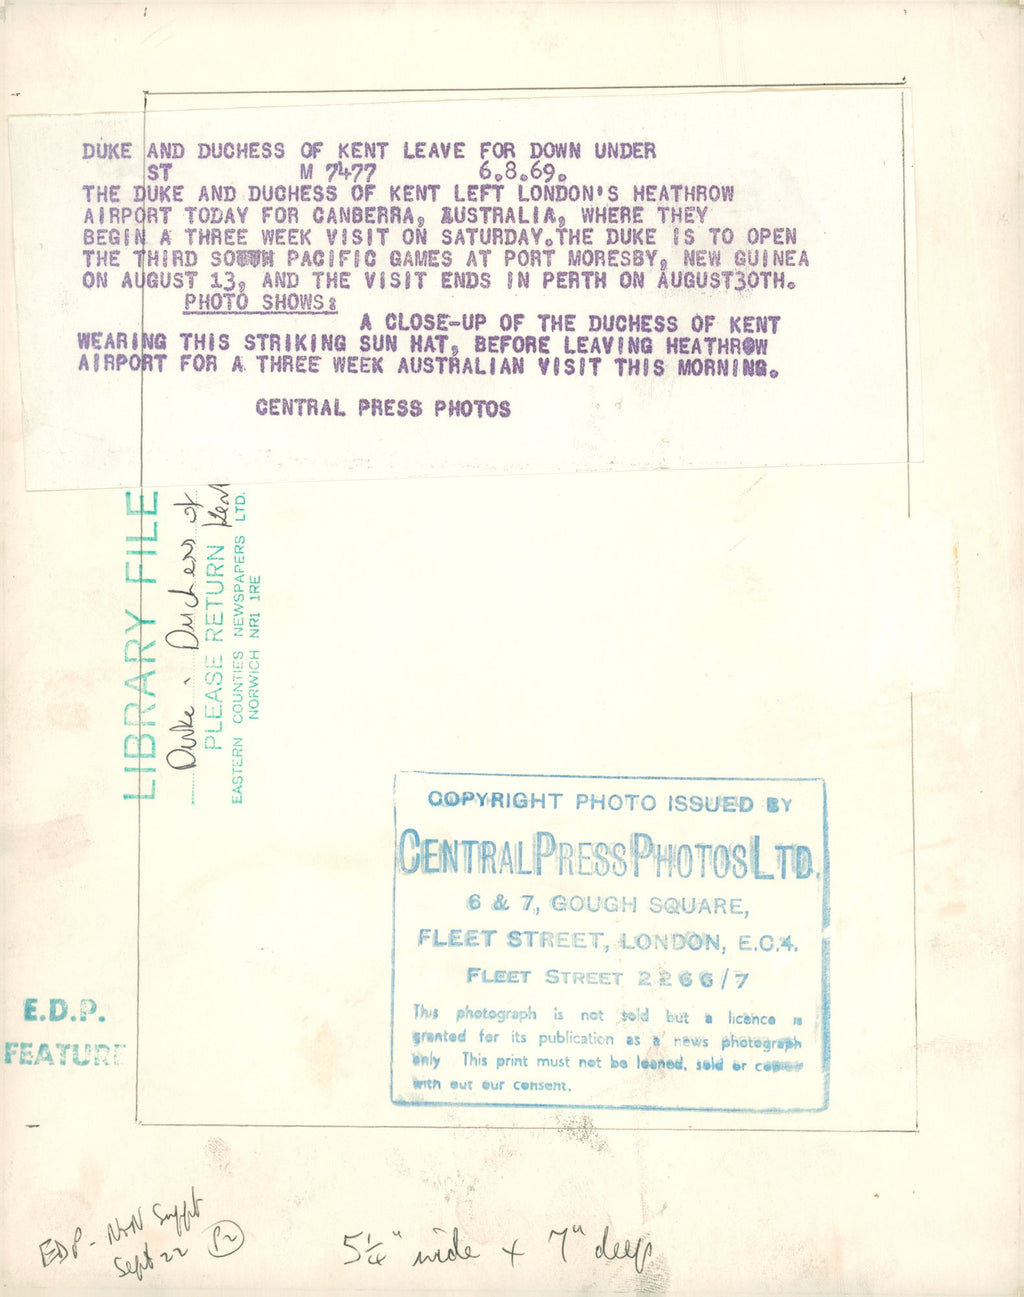 DUKE AND DUCHESS OF KENT LEAVE FOR DOWN UNDER
ST M 7477 6.8.69.
THE DUKE AND DUCHESS OF KENT LEFT LONDON'S HEATHROW
AIRPORT TODAY FOR CANBERRA, AUSTRALIA, WHERE THEY
BEGIN A THREE WEEK VISIT ON SATURDAY.THE DUKE IS TO OPEN
THE THIRD SOUTH PACIFIC GAMES AT PORT MORESBY, NEW GUINEA
ON AUGUST 13, AND THE VISIT ENDS IN PERTH ON AUGUST30TH.
PHOTO SHOWS:
A CLOSE-UP OF THE DUCHESS OF KENT
WEARING THIS STRIKING SUN HAT, BEFORE LEAVING HEATHROW
AIRPORT FOR A THREE WEEK AUSTRALIAN VISIT THIS MORNING.
CENTRAL PRESS PHOTOS
LIBRARY FILE
Duke & Duchess of Kent
PLEASE RETURN
EASTERN COUNTIES NEWSPAPERS LTD.
NORWICH NR1 1RE
COPYRIGHT PHOTO ISSUED BY
CENTRAL PRESS PHOTOS LTD.
6 & 7, GOUGH SQUARE,
FLEET STREET, LONDON, E.C.4.
FLEET STREET 2266/7
This photograph is not sold but a licence is
granted for its publication as a news photograph
only This print must not be loaned, sold or copied
with out our consent.
E.D.P.
FEATURE
EDP - Suppt
Sept 22 P2
5¼" wide x 7" deep